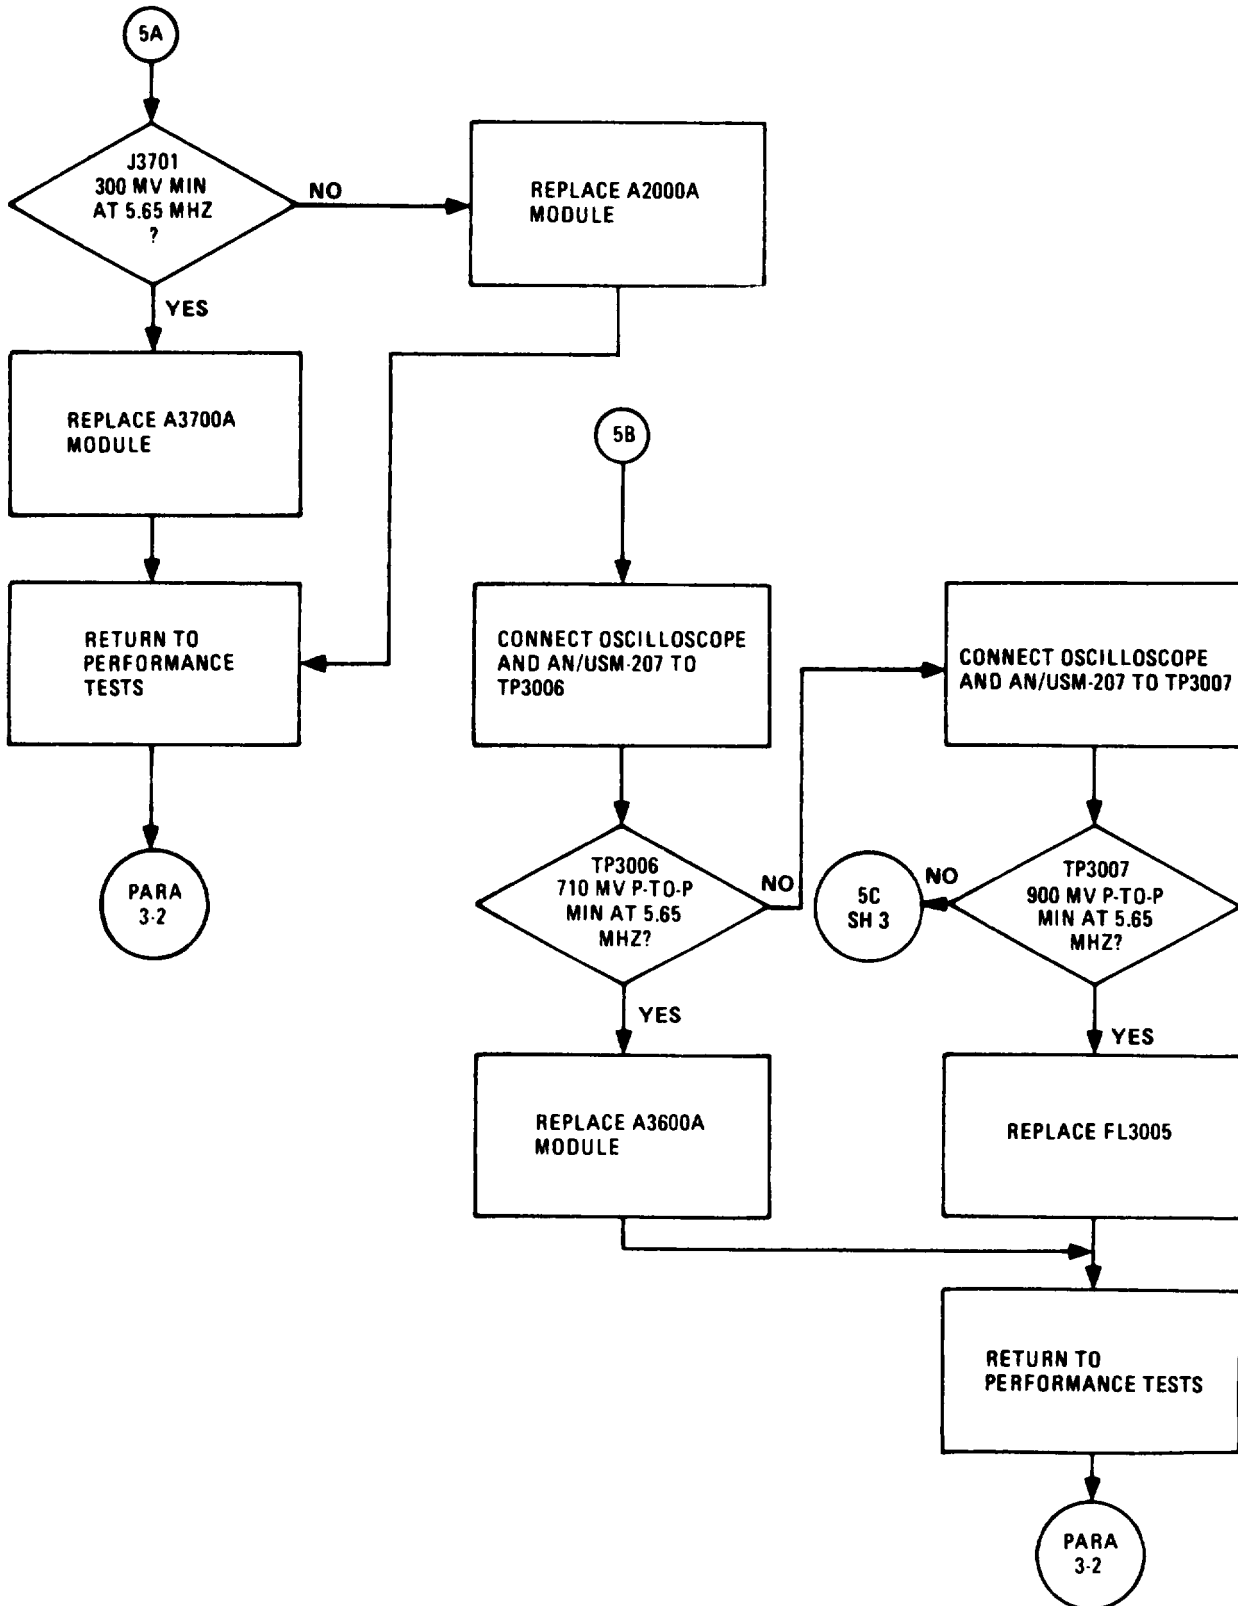 5A
J3701
300 MV MIN
AT 5.65 MHZ
?
NO
REPLACE A2000A
MODULE
YES
REPLACE A3700A
MODULE
RETURN TO
PERFORMANCE
TESTS
PARA
3-2
5B
CONNECT OSCILLOSCOPE
AND AN/USM-207 TO
TP3006
TP3006
710 MV P-TO-P
MIN AT 5.65
MHZ?
NO
CONNECT OSCILLOSCOPE
AND AN/USM-207 TO TP3007
TP3007
900 MV P-TO-P
MIN AT 5.65
MHZ?
NO
5C
SH 3
YES
REPLACE A3600A
MODULE
YES
REPLACE FL3005
RETURN TO
PERFORMANCE TESTS
PARA
3-2